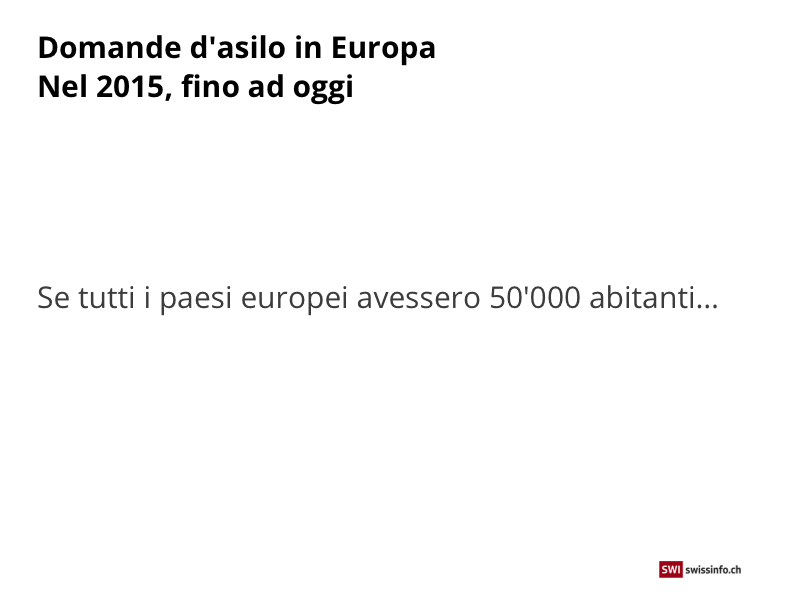 Domande d'asilo in Europa
Nel 2015, fino ad oggi
Se tutti i paesi europei avessero 50'000 abitanti...
SWI swissinfo.ch